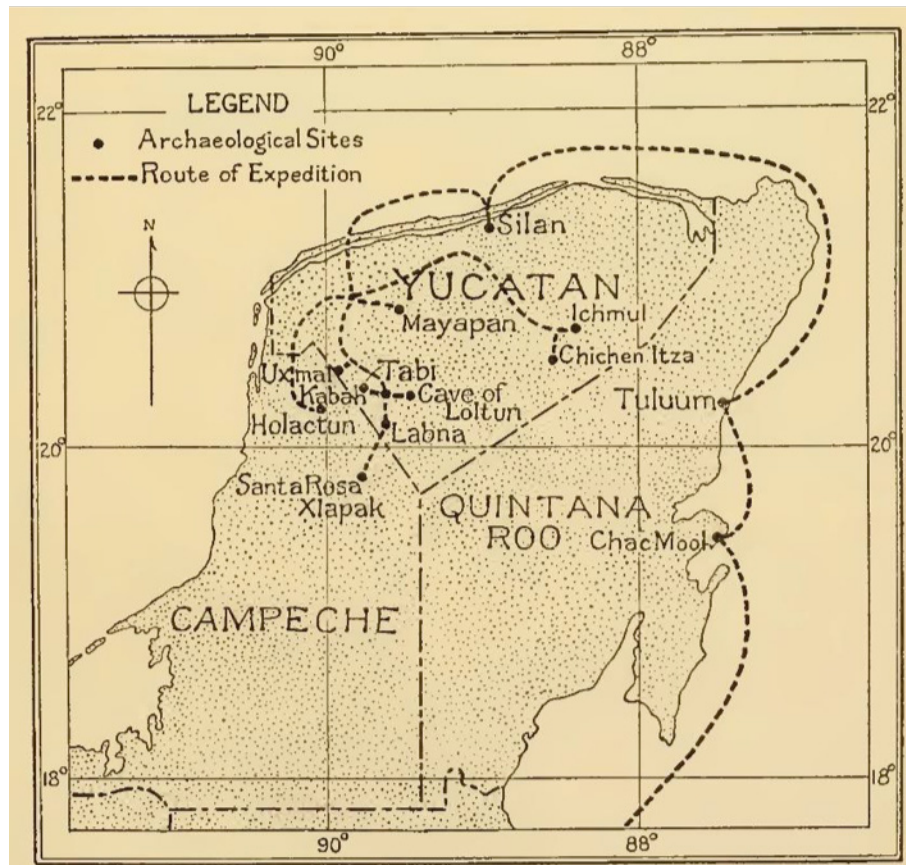 90°
88°
22°
22°
LEGEND
Archaeological Sites
Route of Expedition
N
Silan
YUCATAN
Mayapan
Ichmul
Chichen Itza
Uxmal
Tabi
Kabah
Cave of
Loltun
Tuluum
Holactun
Labna
20°
20°
Santa Rosa
Xlapak
QUINTANA
ROO
Chac Mool
CAMPECHE
18°
18°
90°
88°